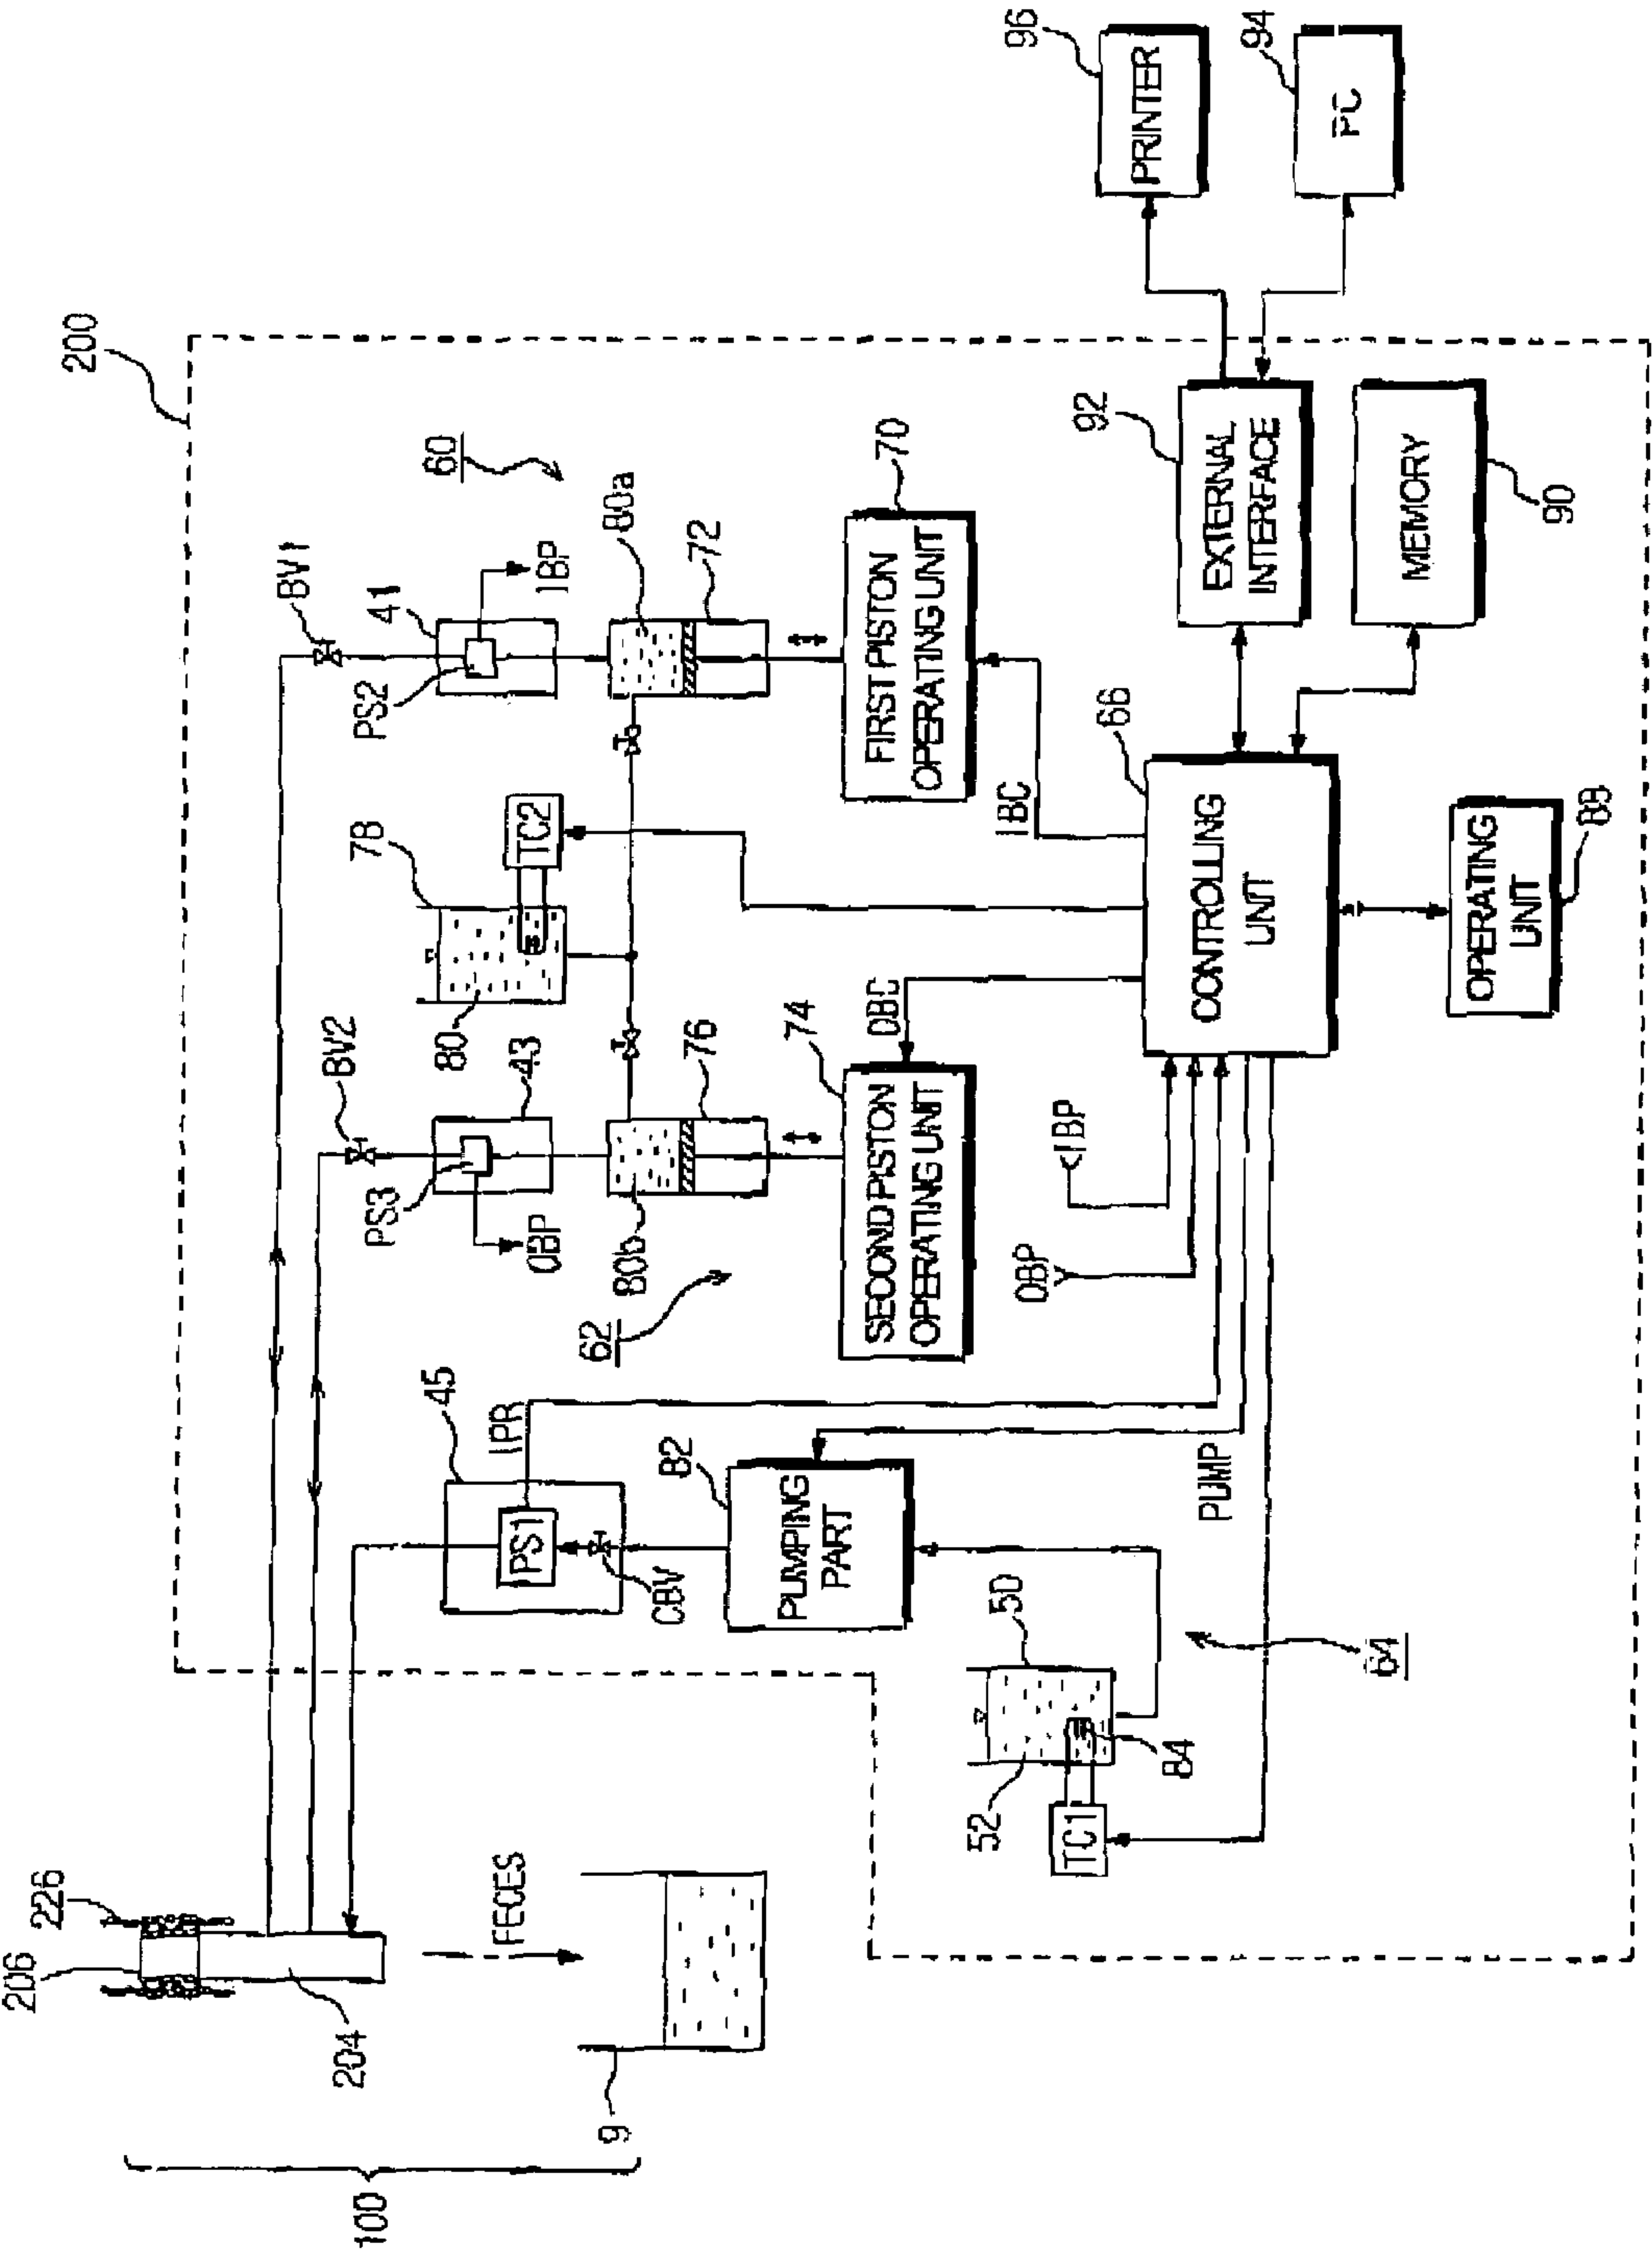 200
60
BV1
41
PS2
IBP
80a
72
70
FIRST PISTON
OPERATING UNIT
78
TC2
80
BV2
43
PS3
OBP
80b
76
74
SECOND PISTON
OPERATING UNIT
62
45
PS1
IPR
CBV
82
PUMPING
PART
50
52
84
TC1
64
PUMP
OBP
IBP
OBC
IBC
66
CONTROLLING
UNIT
OPERATING
UNIT
88
92
EXTERNAL
INTERFACE
MEMORY
90
96
PRINTER
94
PC
226
206
204
FECES
9
100